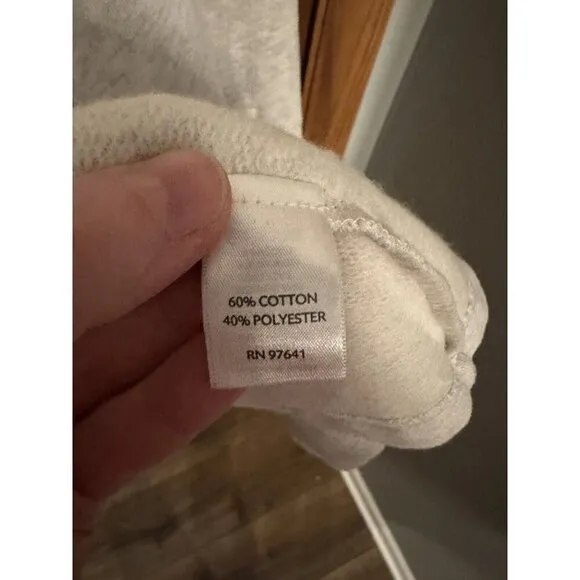 60% COTTON
40% POLYESTER
RN 97641